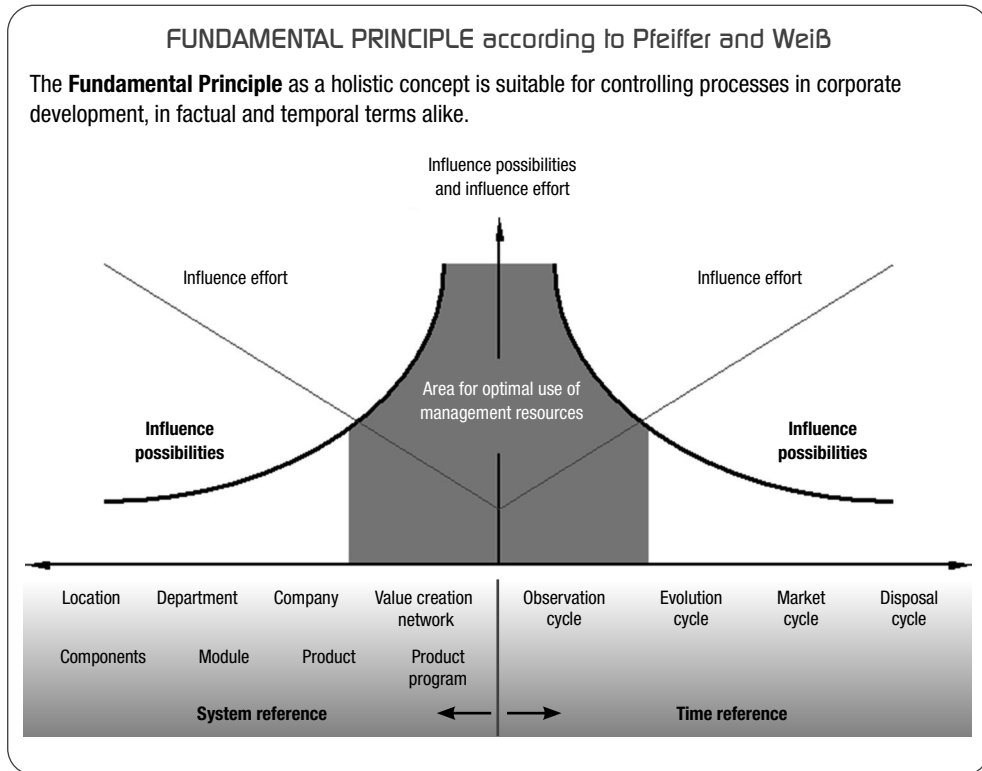 FUNDAMENTAL PRINCIPLE according to Pfeiffer and Weiß
The Fundamental Principle as a holistic concept is suitable for controlling processes in corporate
development, in factual and temporal terms alike.
Influence possibilities
and influence effort
Influence effort
Influence effort
Area for optimal use of
management resources
Influence
possibilities
Influence
possibilities
Location
Department
Company
Value creation
network
Observation
cycle
Evolution
cycle
Market
cycle
Disposal
cycle
Components
Module
Product
Product
program
System reference
Time reference